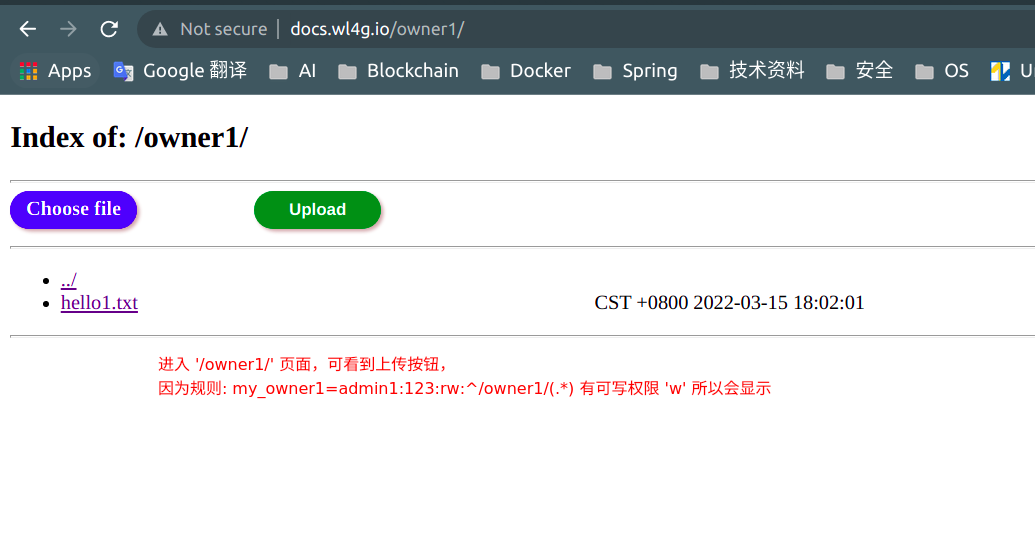 Not secure | docs.wl4g.io/owner1/
Apps Google 翻译 AI Blockchain Docker Spring 技术资料 安全 OS
Index of: /owner1/
Choose file Upload
../
hello1.txt CST +0800 2022-03-15 18:02:01
进入 '/owner1/' 页面，可看到上传按钮，
因为规则: my_owner1=admin1:123:rw:^/owner1/(.*) 有可写权限 'w' 所以会显示